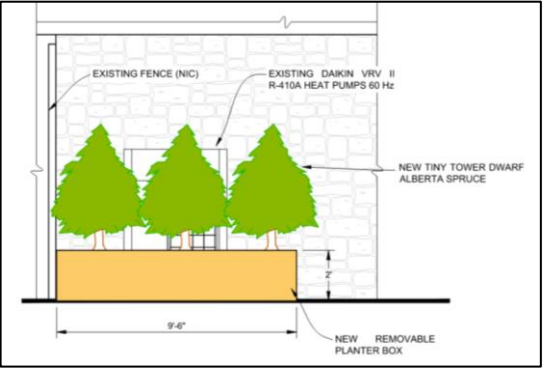 EXISTING FENCE (NIC)
EXISTING DAIKIN VRV II
R-410A HEAT PUMPS 60 Hz
NEW TINY TOWER DWARF
ALBERTA SPRUCE
2'
9'-6"
NEW REMOVABLE
PLANTER BOX